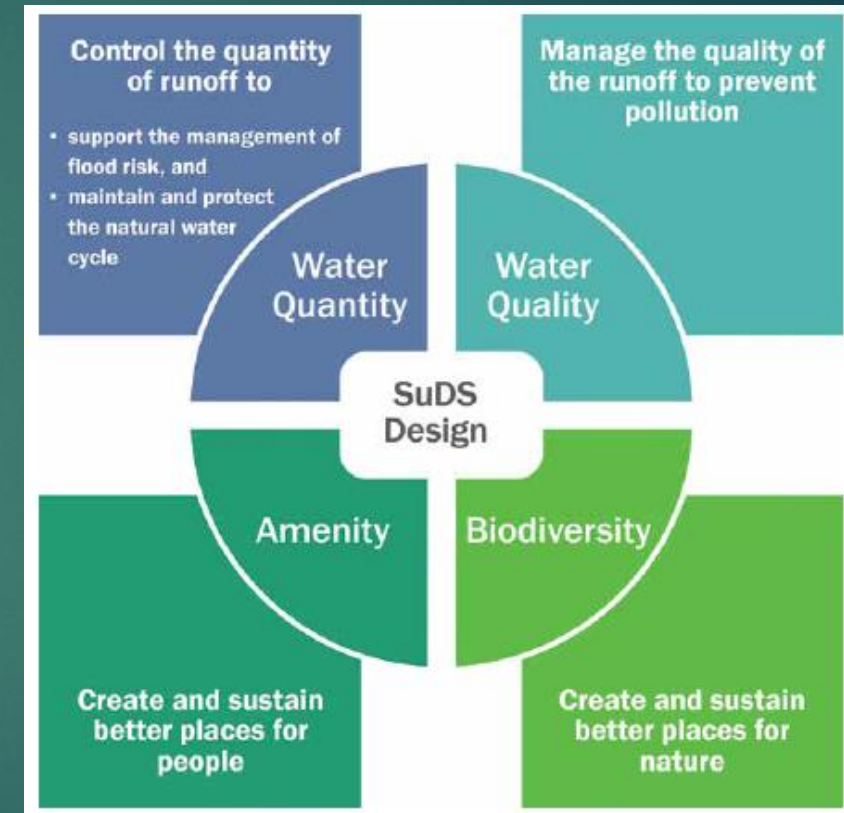 Control the quantity
of runoff to
• support the management of
flood risk, and
• maintain and protect
the natural water
cycle
Water
Quantity
Manage the quality of
the runoff to prevent
pollution
Water
Quality
SuDS
Design
Amenity
Create and sustain
better places for
people
Biodiversity
Create and sustain
better places for
nature